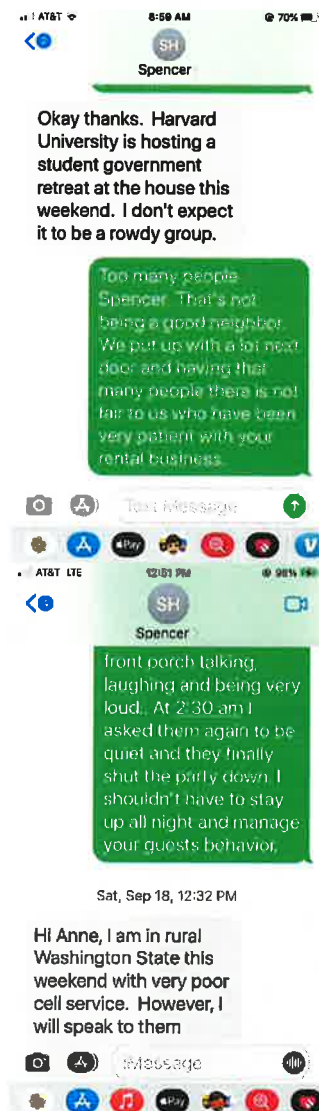 AT&T 8:59 AM 70%
SH
Spencer
Okay thanks. Harvard
University is hosting a
student government
retreat at the house this
weekend. I don't expect
it to be a rowdy group.
Too many people
Spencer. That's not
being a good neighbor.
We put up with a lot next
door and having that
many people there is not
fair to us who have been
very patient with your
rental business.
Text Message
Pay
AT&T LTE 12:51 PM 98%
SH
Spencer
front porch talking,
laughing and being very
loud.. At 2:30 am I
asked them again to be
quiet and they finally
shut the party down. I
shouldn't have to stay
up all night and manage
your guests behavior.
Sat, Sep 18, 12:32 PM
Hi Anne, I am in rural
Washington State this
weekend with very poor
cell service. However, I
will speak to them
iMessage
Pay